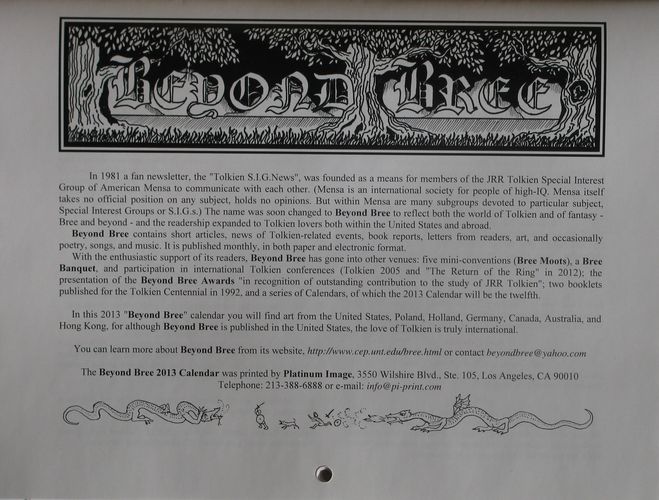 BEYOND BREE
In 1981 a fan newsletter, the "Tolkien S.I.G.News", was founded as a means for members of the JRR Tolkien Special Interest
Group of American Mensa to communicate with each other. (Mensa is an international society for people of high-IQ. Mensa itself
takes no official position on any subject, holds no opinions. But within Mensa are many subgroups devoted to particular subject,
Special Interest Groups or S.I.G.s.) The name was soon changed to Beyond Bree to reflect both the world of Tolkien and of fantasy -
Bree and beyond - and the readership expanded to Tolkien lovers both within the United States and abroad.
Beyond Bree contains short articles, news of Tolkien-related events, book reports, letters from readers, art, and occasionally
poetry, songs, and music. It is published monthly, in both paper and electronic format.
With the enthusiastic support of its readers, Beyond Bree has gone into other venues: five mini-conventions (Bree Moots), a Bree
Banquet, and participation in international Tolkien conferences (Tolkien 2005 and "The Return of the Ring" in 2012); the
presentation of the Beyond Bree Awards "in recognition of outstanding contribution to the study of JRR Tolkien"; two booklets
published for the Tolkien Centennial in 1992, and a series of Calendars, of which the 2013 Calendar will be the twelfth.
In this 2013 "Beyond Bree" calendar you will find art from the United States, Poland, Holland, Germany, Canada, Australia, and
Hong Kong, for although Beyond Bree is published in the United States, the love of Tolkien is truly international.
You can learn more about Beyond Bree from its website, http://www.cep.unt.edu/bree.html or contact beyondbree@yahoo.com
The Beyond Bree 2013 Calendar was printed by Platinum Image, 3550 Wilshire Blvd., Ste. 105, Los Angeles, CA 90010
Telephone: 213-388-6888 or e-mail: info@pi-print.com